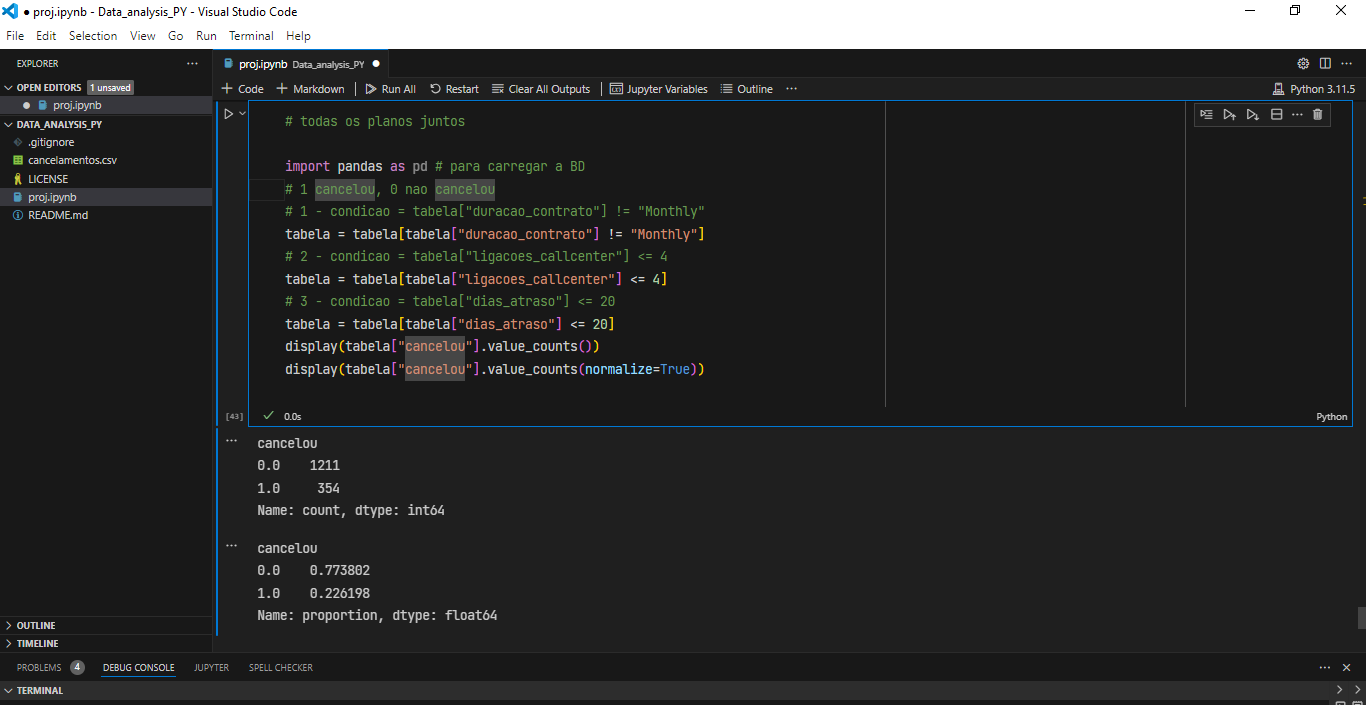 ● proj.ipynb - Data_analysis_PY - Visual Studio Code
File Edit Selection View Go Run Terminal Help
EXPLORER
proj.ipynb Data_analysis_PY
OPEN EDITORS 1 unsaved
proj.ipynb
DATA_ANALYSIS_PY
.gitignore
cancelamentos.csv
LICENSE
proj.ipynb
README.md
OUTLINE
TIMELINE
+ Code + Markdown Run All Restart Clear All Outputs Jupyter Variables Outline ... Python 3.11.5
# todas os planos juntos
import pandas as pd # para carregar a BD
# 1 cancelou, 0 nao cancelou
# 1 - condicao = tabela["duracao_contrato"] != "Monthly"
tabela = tabela[tabela["duracao_contrato"] != "Monthly"]
# 2 - condicao = tabela["ligacoes_callcenter"] <= 4
tabela = tabela[tabela["ligacoes_callcenter"] <= 4]
# 3 - condicao = tabela["dias_atraso"] <= 20
tabela = tabela[tabela["dias_atraso"] <= 20]
display(tabela["cancelou"].value_counts())
display(tabela["cancelou"].value_counts(normalize=True))
[43] 0.0s Python
cancelou
0.0 1211
1.0 354
Name: count, dtype: int64
cancelou
0.0 0.773802
1.0 0.226198
Name: proportion, dtype: float64
PROBLEMS 4 DEBUG CONSOLE JUPYTER SPELL CHECKER
TERMINAL